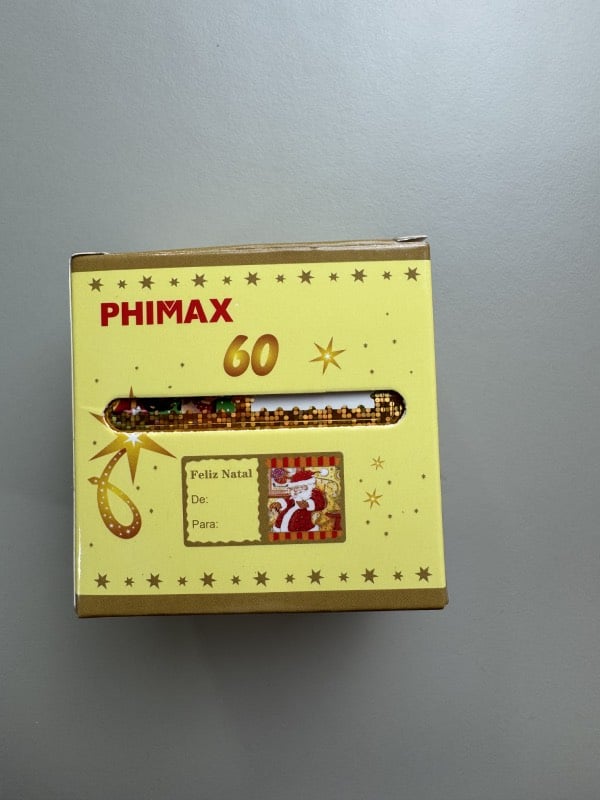 PHIMAX
60
Feliz Natal
De:
Para: